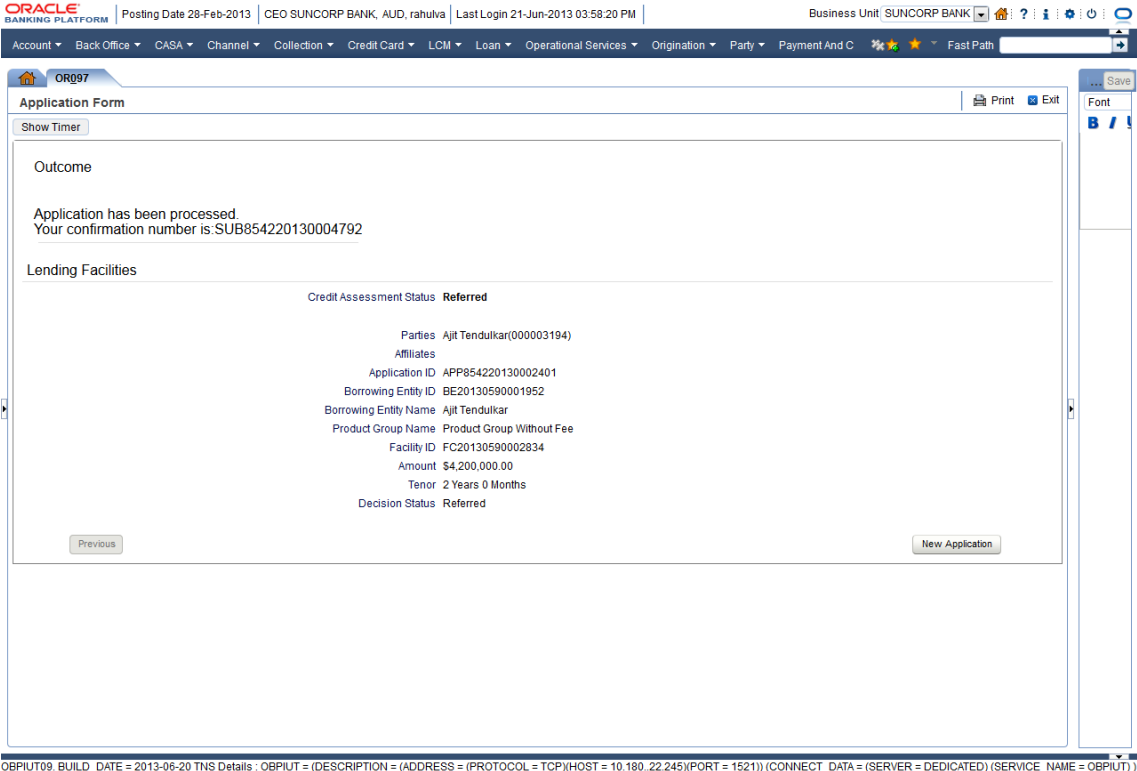 ORACLE
BANKING PLATFORM
Posting Date 28-Feb-2013 CEO SUNCORP BANK, AUD, rahulva Last Login 21-Jun-2013 03:58:20 PM Business Unit SUNCORP BANK
Account Back Office CASA Channel Collection Credit Card LCM Loan Operational Services Origination Party Payment And C Fast Path
OR097
... Save
Application Form Print Exit Font
Show Timer B I
Outcome
Application has been processed.
Your confirmation number is:SUB854220130004792
Lending Facilities
Credit Assessment Status Referred
Parties Ajit Tendulkar(000003194)
Affiliates
Application ID APP854220130002401
Borrowing Entity ID BE20130590001952
Borrowing Entity Name Ajit Tendulkar
Product Group Name Product Group Without Fee
Facility ID FC20130590002834
Amount $4,200,000.00
Tenor 2 Years 0 Months
Decision Status Referred
Previous New Application
OBPIUT09. BUILD_DATE = 2013-06-20 TNS Details : OBPIUT = (DESCRIPTION = (ADDRESS = (PROTOCOL = TCP)(HOST = 10.180..22.245)(PORT = 1521)) (CONNECT_DATA = (SERVER = DEDICATED) (SERVICE_NAME = OBPIUT) )